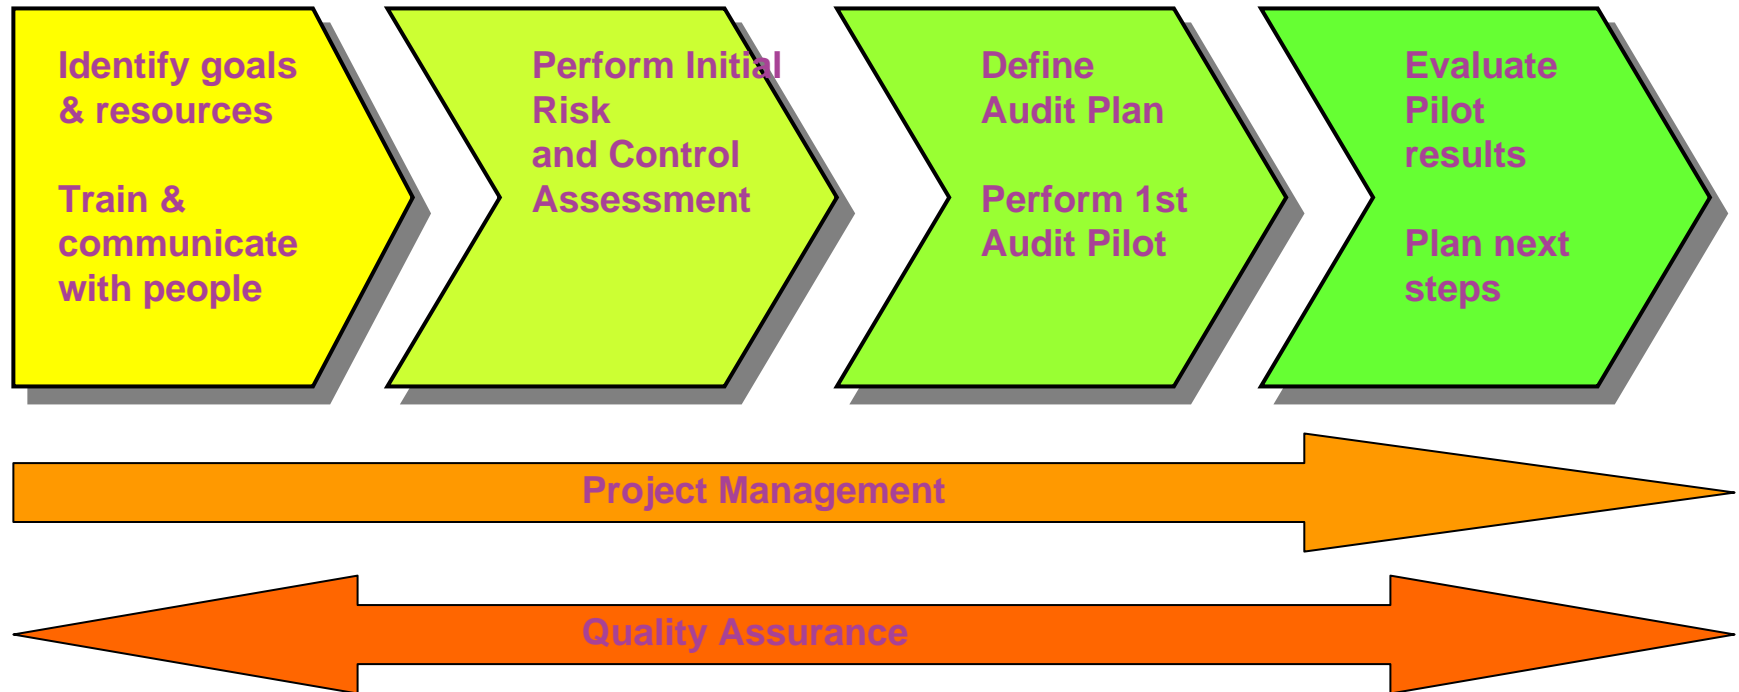 Identify goals
& resources
Train &
communicate
with people
Perform Initial
Risk
and Control
Assessment
Define
Audit Plan
Perform 1st
Audit Pilot
Evaluate
Pilot
results
Plan next
steps
Project Management
Quality Assurance